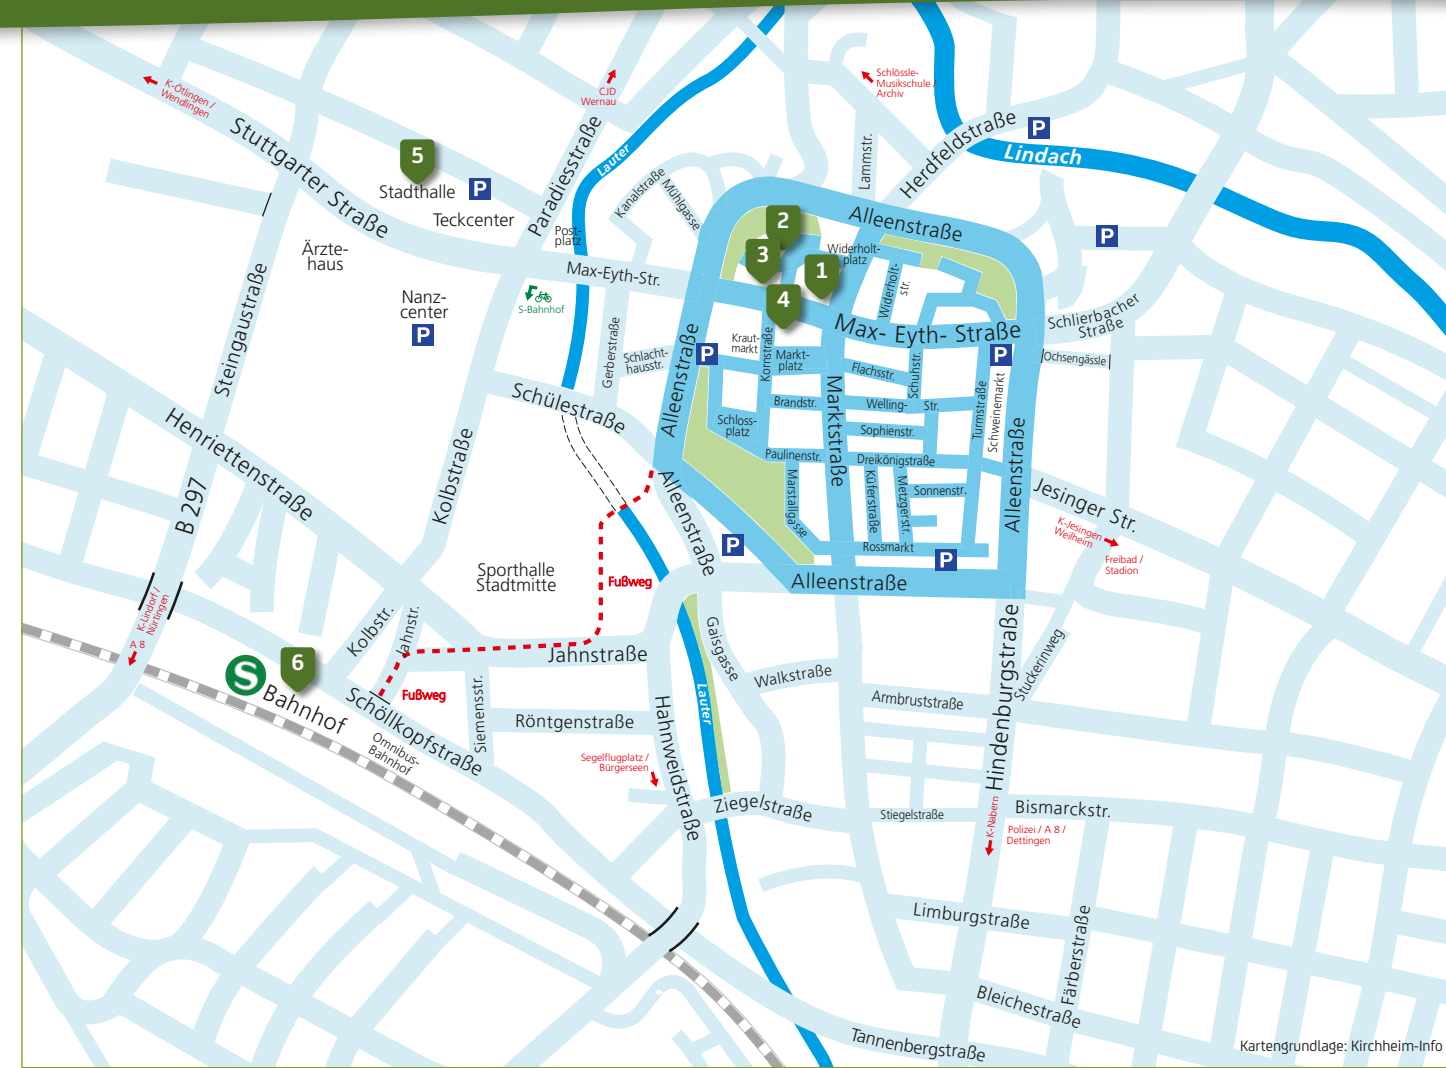 K-Ötlingen /
Wendlingen
CJD
Wernau
Schlössle-
Musikschule /
Archiv
Stuttgarter Straße
5
Stadthalle
P
Teckcenter
Paradiesstraße
Lauter
Lammstr.
Herdfeldstraße
P
Lindach
Kanalstraße
Mühlgasse
Post-
platz
Ärzte-
haus
Max-Eyth-Str.
S-Bahnhof
Nanz-
center
P
2
3
1
4
Alleenstraße
Widerholt-
platz
Widerholt-
str.
P
Max- Eyth- Straße
Schlierbacher
Straße
Ochsengässle
P
Steingaustraße
Gerberstraße
Schlacht-
hausstr.
Alleenstraße
P
Kraut-
markt
Kornstraße
Markt-
platz
Flachsstr.
Schuhstr.
Turmstraße
Schweinemarkt
Schülestraße
Brandstr.
Welling-
Str.
Schloss-
platz
Marktstraße
Sophienstr.
Paulinenstr.
Dreikönigstraße
Alleenstraße
Henriettenstraße
Kolbstraße
B 297
Marstallgasse
Küferstraße
Metzgerstr.
Sonnenstr.
Jesinger Str.
K-Jesingen
Weilheim
Freibad /
Stadion
Alleenstraße
P
Rossmarkt
P
Alleenstraße
Sporthalle
Stadtmitte
Fußweg
K-Lindorf /
Nürtingen
A 8
Kolbstr.
Jahnstr.
Jahnstraße
Gaisgasse
Walkstraße
Hindenburgstraße
Stuckerinweg
S
6
Bahnhof
Fußweg
Schöllkopfstraße
Omnibus-
Bahnhof
Siemensstr.
Röntgenstraße
Lauter
Armbruststraße
Segelflugplatz /
Bürgerseen
Hahnweidstraße
Ziegelstraße
Stiegelstraße
K-Nabern
Bismarckstr.
Polizei / A 8 /
Dettingen
Limburgstraße
Färberstraße
Bleichestraße
Tannenbergstraße
Kartengrundlage: Kirchheim-Info